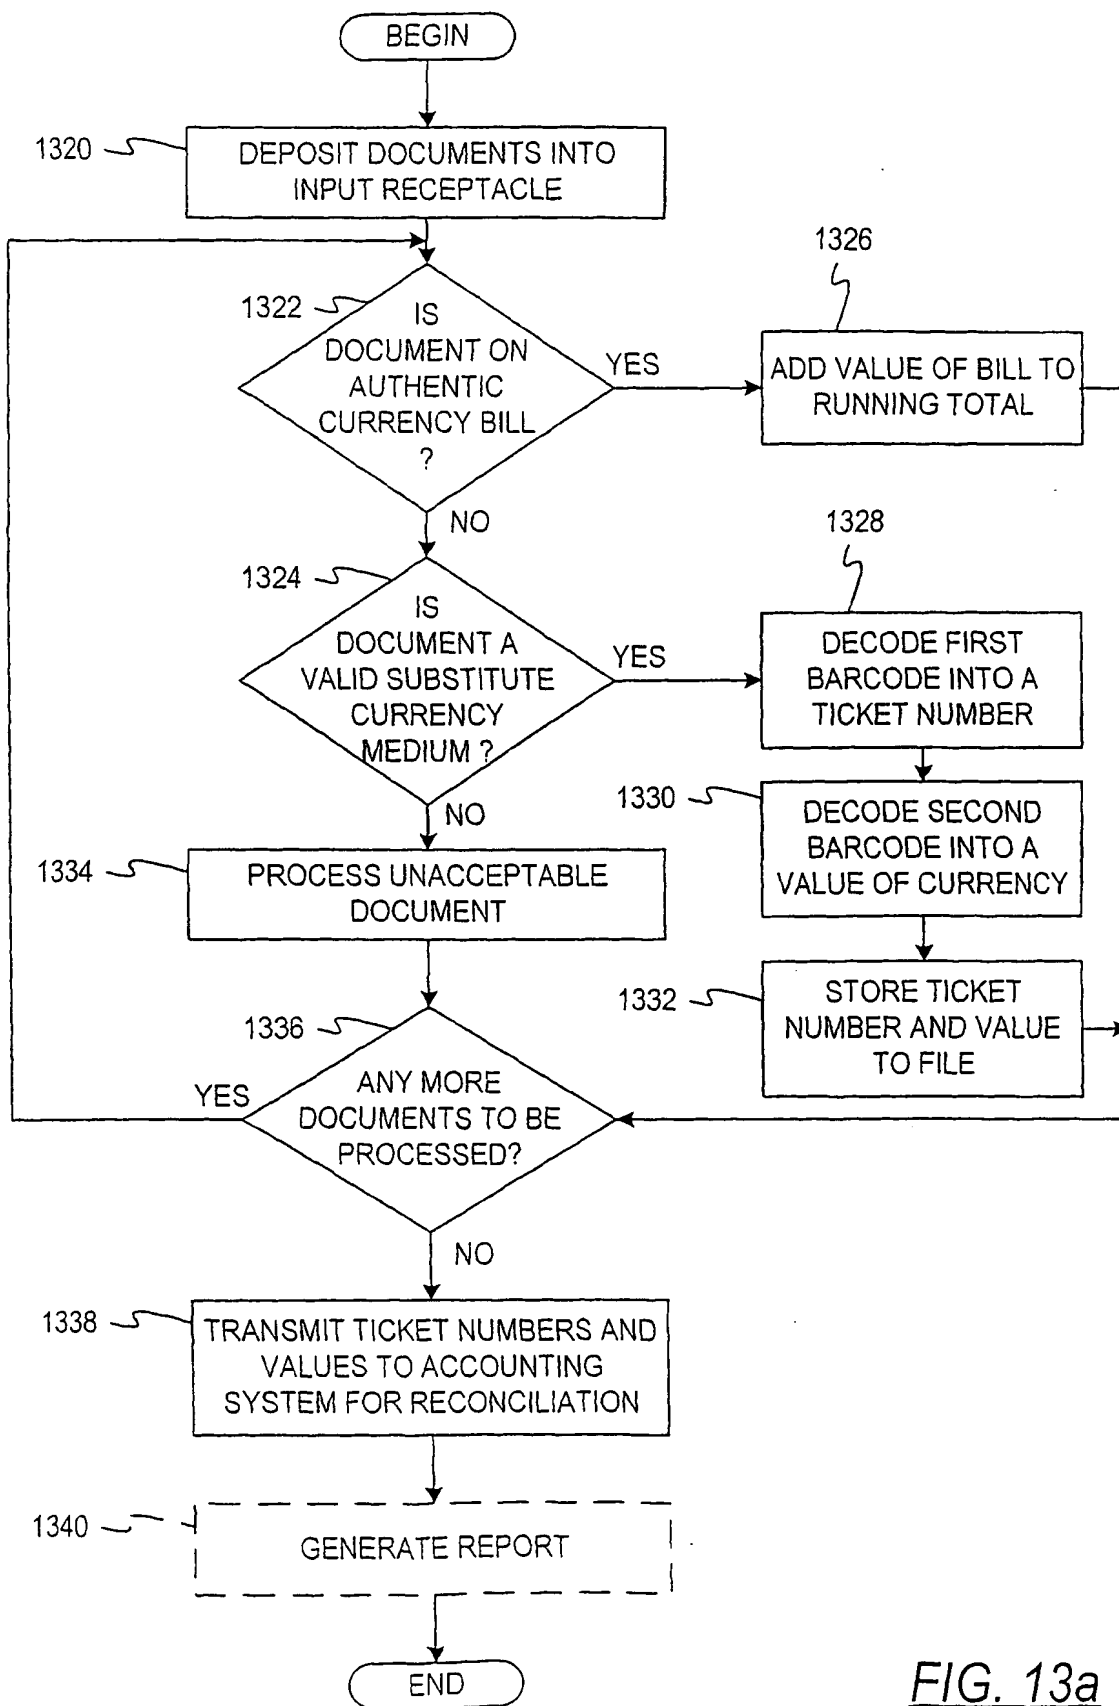 BEGIN
1320
DEPOSIT DOCUMENTS INTO
INPUT RECEPTACLE
1322
IS
DOCUMENT ON
AUTHENTIC
CURRENCY BILL
?
YES
1326
ADD VALUE OF BILL TO
RUNNING TOTAL
NO
1324
IS
DOCUMENT A
VALID SUBSTITUTE
CURRENCY
MEDIUM ?
YES
1328
DECODE FIRST
BARCODE INTO A
TICKET NUMBER
1330
DECODE SECOND
BARCODE INTO A
VALUE OF CURRENCY
1332
STORE TICKET
NUMBER AND VALUE
TO FILE
NO
1334
PROCESS UNACCEPTABLE
DOCUMENT
1336
ANY MORE
DOCUMENTS TO BE
PROCESSED?
YES
NO
1338
TRANSMIT TICKET NUMBERS AND
VALUES TO ACCOUNTING
SYSTEM FOR RECONCILIATION
1340
GENERATE REPORT
END
FIG. 13a